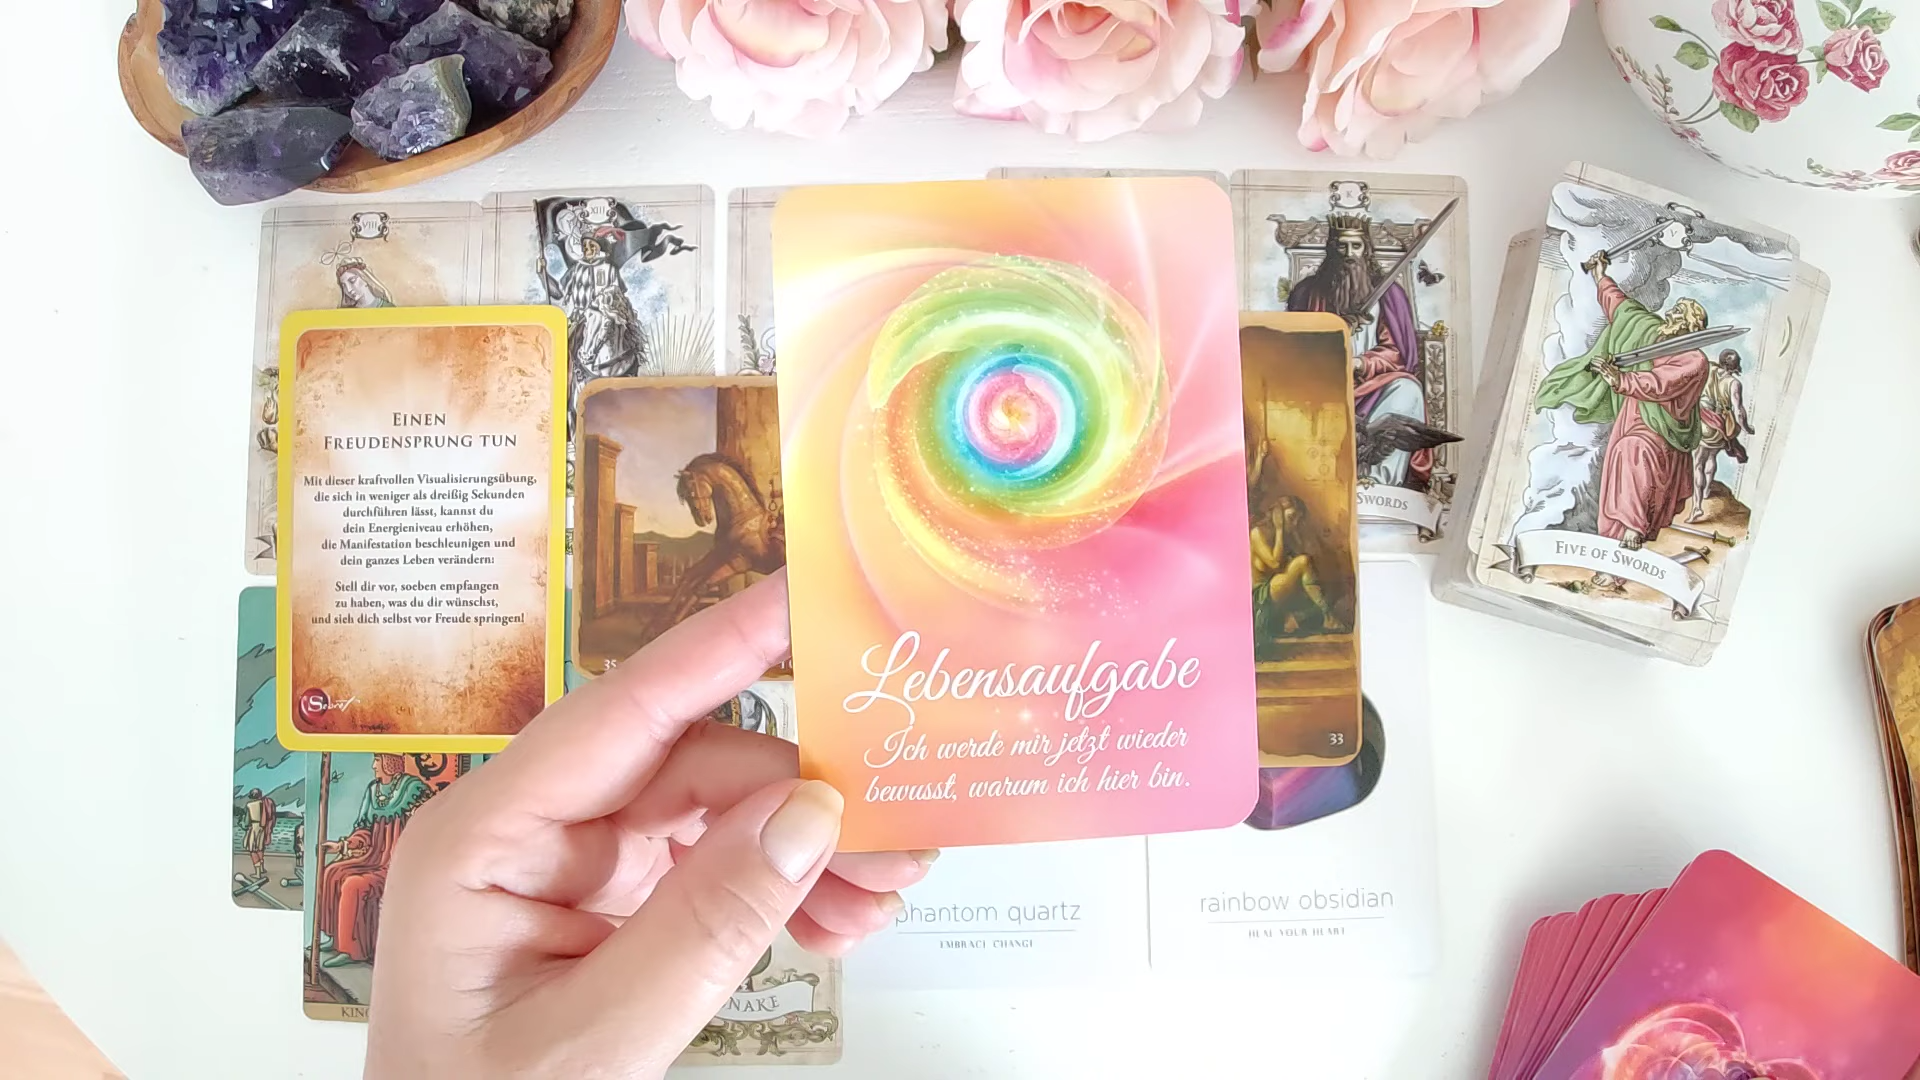 VIII
XIII
K
V
EINEN
FREUDENSPRUNG TUN
Mit dieser kraftvollen Visualisierungsübung,
die sich in weniger als dreißig Sekunden
durchführen lässt, kannst du
dein Energieniveau erhöhen,
die Manifestation beschleunigen und
dein ganzes Leben verändern:
Stell dir vor, soeben empfangen
zu haben, was du dir wünschst,
und sieh dich selbst vor Freude springen!
Secret
35
Lebensaufgabe
Ich werde mir jetzt wieder
bewusst, warum ich hier bin.
33
SWORDS
FIVE OF SWORDS
phantom quartz
EMBRACE CHANGE
rainbow obsidian
HEAL YOUR HEART
SNAKE